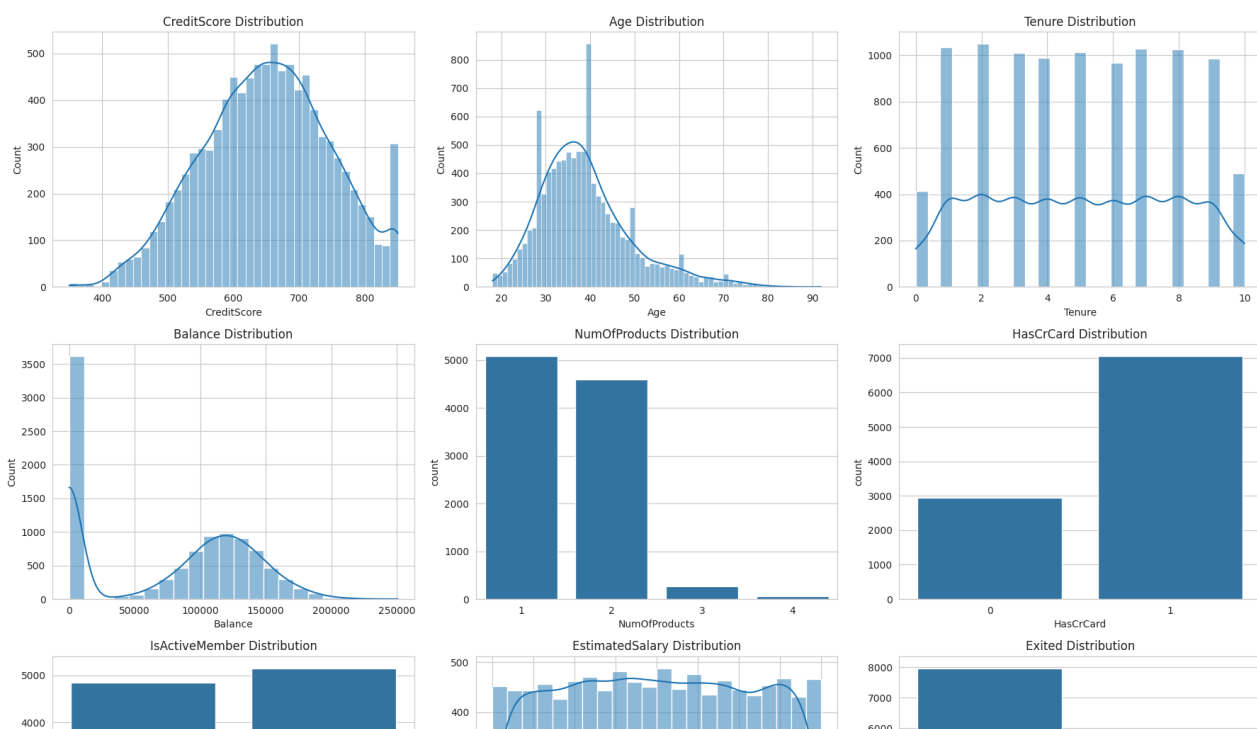 CreditScore Distribution
500
400
300
200
100
0
Count
400 500 600 700 800
CreditScore
Age Distribution
800
700
600
500
400
300
200
100
0
Count
20 30 40 50 60 70 80 90
Age
Tenure Distribution
1000
800
600
400
200
0
Count
0 2 4 6 8 10
Tenure
Balance Distribution
3500
3000
2500
2000
1500
1000
500
0
Count
0 50000 100000 150000 200000 250000
Balance
NumOfProducts Distribution
5000
4000
3000
2000
1000
0
count
1 2 3 4
NumOfProducts
HasCrCard Distribution
7000
6000
5000
4000
3000
2000
1000
0
count
0 1
HasCrCard
IsActiveMember Distribution
5000
4000
EstimatedSalary Distribution
500
400
Exited Distribution
8000
7000